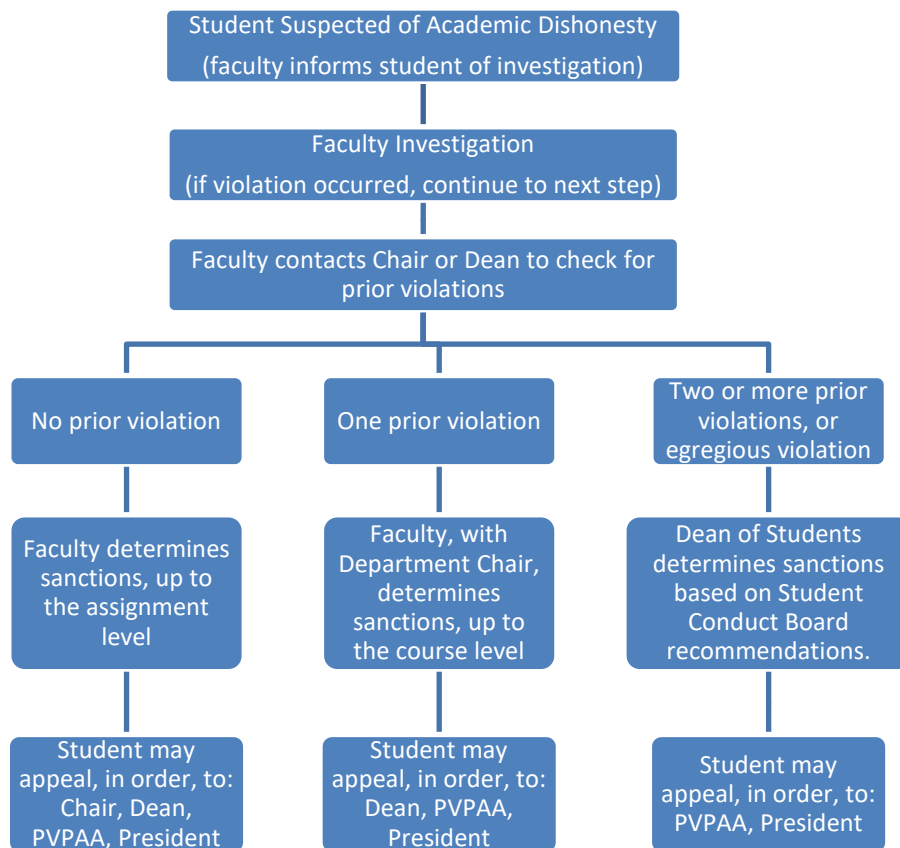 Student Suspected of Academic Dishonesty
(faculty informs student of investigation)
Faculty Investigation
(if violation occurred, continue to next step)
Faculty contacts Chair or Dean to check for
prior violations
No prior violation
One prior violation
Two or more prior
violations, or
egregious violation
Faculty determines
sanctions, up to
the assignment
level
Faculty, with
Department Chair,
determines
sanctions, up to
the course level
Dean of Students
determines sanctions
based on Student
Conduct Board
recommendations.
Student may
appeal, in order, to:
Chair, Dean,
PVPAA, President
Student may
appeal, in order, to:
Dean, PVPAA,
President
Student may
appeal, in order, to:
PVPAA, President